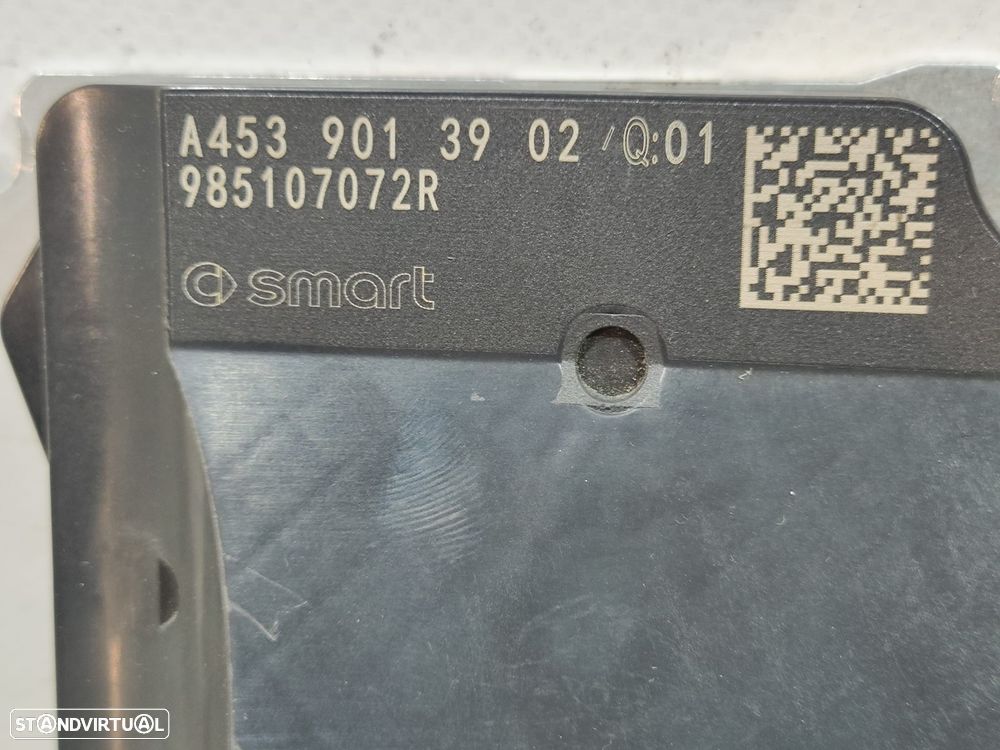 A453 901 39 02 / Q:01
985107072R
smart
STANDVIRTUAL